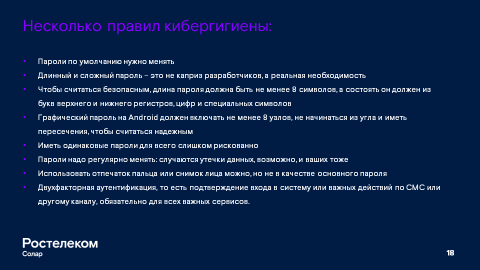 Несколько правил кибергигиены:
• Пароли по умолчанию нужно менять
• Длинный и сложный пароль – это не каприз разработчиков, а реальная необходимость
• Чтобы считаться безопасным, длина пароля должна быть не менее 8 символов, а состоять он должен из
букв верхнего и нижнего регистров, цифр и специальных символов
• Графический пароль на Android должен включать не менее 8 узлов, не начинаться из угла и иметь
пересечения, чтобы считаться надежным
• Иметь одинаковые пароли для всего слишком рискованно
• Пароли надо регулярно менять: случаются утечки данных, возможно, и ваших тоже
• Использовать отпечаток пальца или снимок лица можно, но не в качестве основного пароля
• Двухфакторная аутентификация, то есть подтверждение входа в систему или важных действий по СМС или
другому каналу, обязательно для всех важных сервисов.
Ростелеком
Солар
18